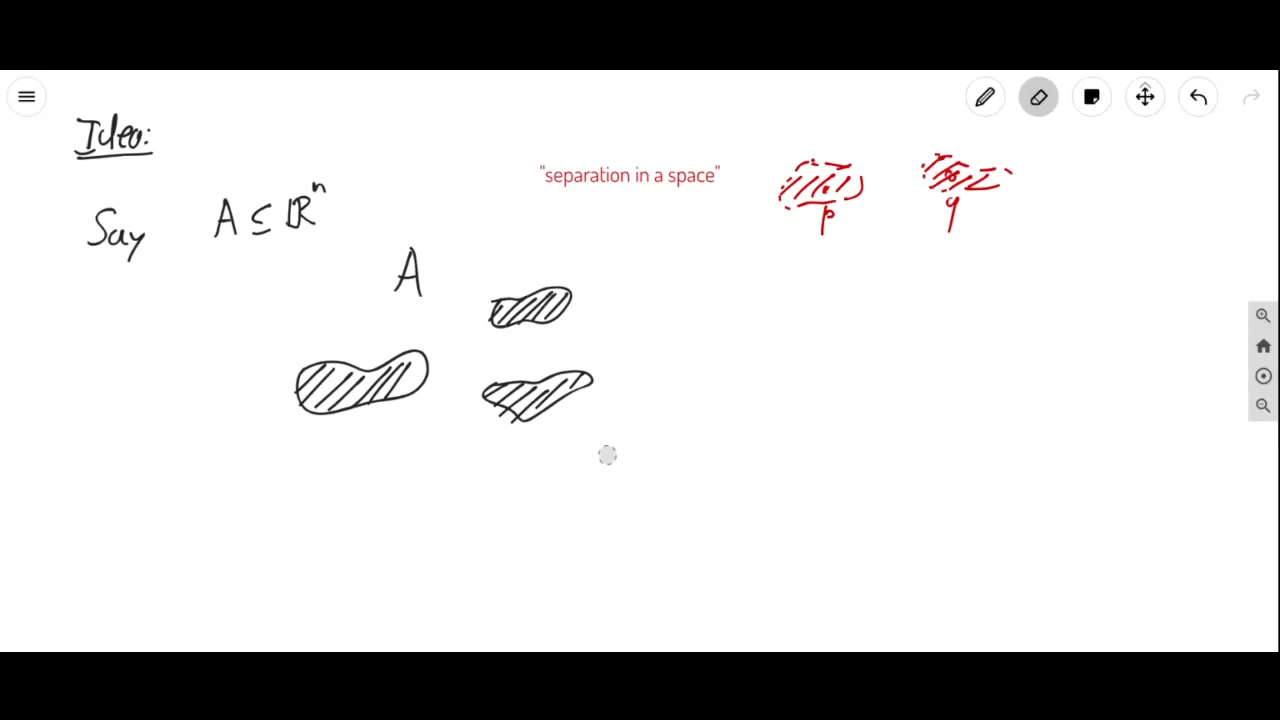 Idea:
"separation in a space"
p q
Say A ⊆ ℝⁿ
A